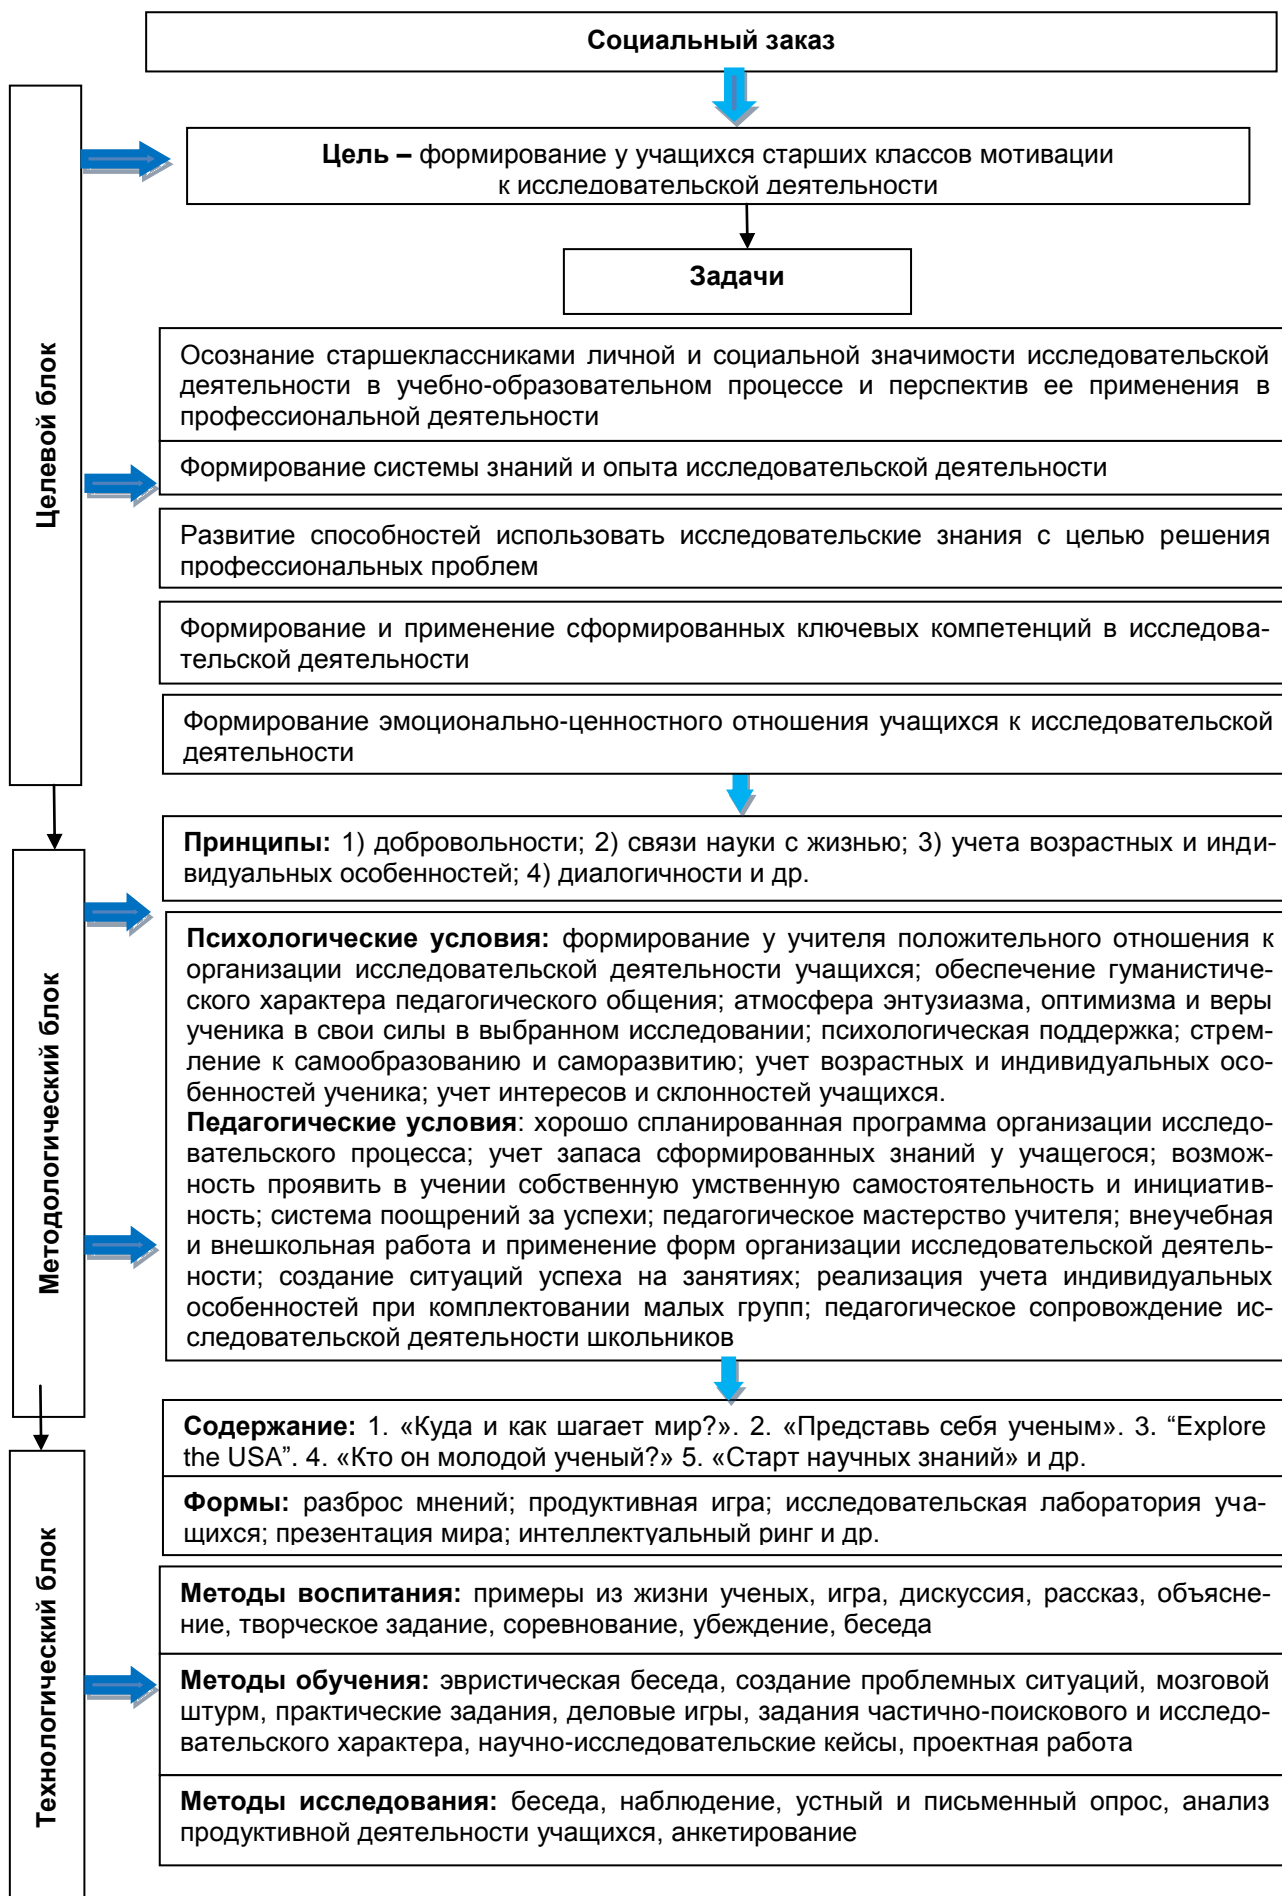 Социальный заказ
Целевой блок
Цель – формирование у учащихся старших классов мотивации
к исследовательской деятельности
Задачи
Осознание старшеклассниками личной и социальной значимости исследовательской
деятельности в учебно-образовательном процессе и перспектив ее применения в
профессиональной деятельности
Формирование системы знаний и опыта исследовательской деятельности
Развитие способностей использовать исследовательские знания с целью решения
профессиональных проблем
Формирование и применение сформированных ключевых компетенций в исследова-
тельской деятельности
Формирование эмоционально-ценностного отношения учащихся к исследовательской
деятельности
Методологический блок
Принципы: 1) добровольности; 2) связи науки с жизнью; 3) учета возрастных и инди-
видуальных особенностей; 4) диалогичности и др.
Психологические условия: формирование у учителя положительного отношения к
организации исследовательской деятельности учащихся; обеспечение гуманистиче-
ского характера педагогического общения; атмосфера энтузиазма, оптимизма и веры
ученика в свои силы в выбранном исследовании; психологическая поддержка; стрем-
ление к самообразованию и саморазвитию; учет возрастных и индивидуальных осо-
бенностей ученика; учет интересов и склонностей учащихся.
Педагогические условия: хорошо спланированная программа организации исследо-
вательского процесса; учет запаса сформированных знаний у учащегося; возмож-
ность проявить в учении собственную умственную самостоятельность и инициатив-
ность; система поощрений за успехи; педагогическое мастерство учителя; внеучебная
и внешкольная работа и применение форм организации исследовательской деятель-
ности; создание ситуаций успеха на занятиях; реализация учета индивидуальных
особенностей при комплектовании малых групп; педагогическое сопровождение ис-
следовательской деятельности школьников
Технологический блок
Содержание: 1. «Куда и как шагает мир?». 2. «Представь себя ученым». 3. “Explore
the USA”. 4. «Кто он молодой ученый?» 5. «Старт научных знаний» и др.
Формы: разброс мнений; продуктивная игра; исследовательская лаборатория уча-
щихся; презентация мира; интеллектуальный ринг и др.
Методы воспитания: примеры из жизни ученых, игра, дискуссия, рассказ, объясне-
ние, творческое задание, соревнование, убеждение, беседа
Методы обучения: эвристическая беседа, создание проблемных ситуаций, мозговой
штурм, практические задания, деловые игры, задания частично-поискового и исследо-
вательского характера, научно-исследовательские кейсы, проектная работа
Методы исследования: беседа, наблюдение, устный и письменный опрос, анализ
продуктивной деятельности учащихся, анкетирование